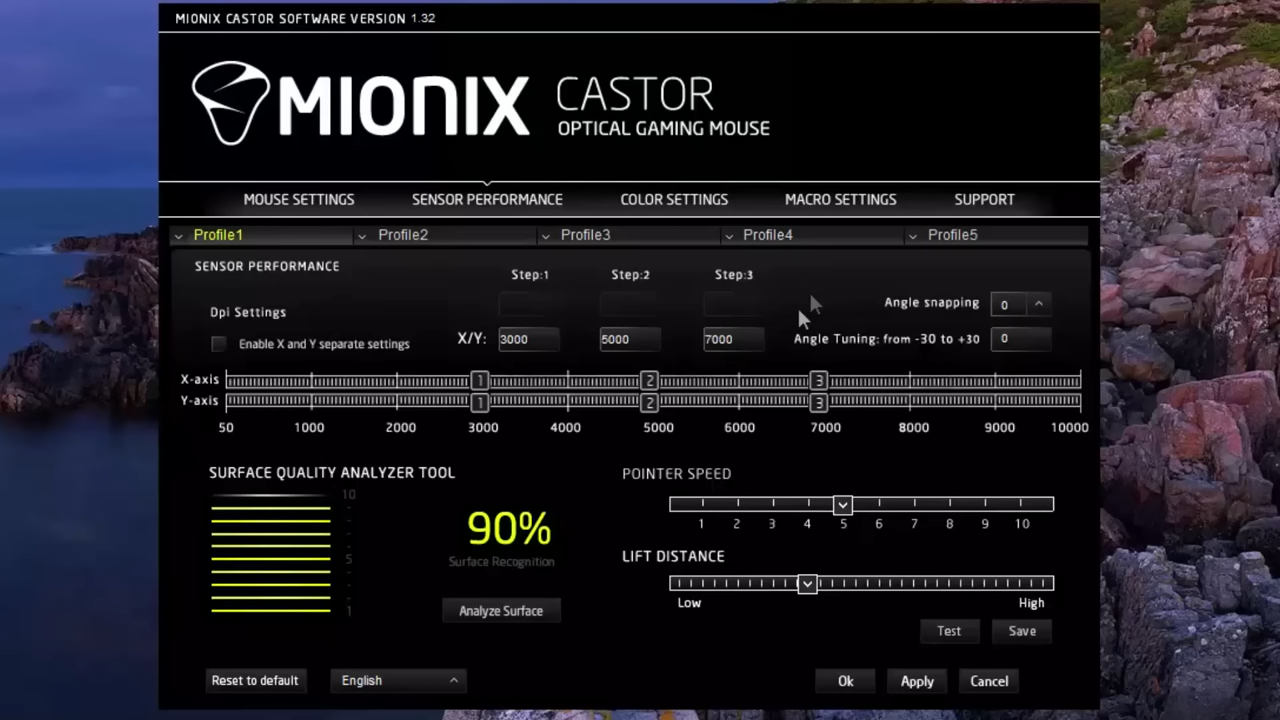 MIONIX CASTOR SOFTWARE VERSION 1.32
MIONIX CASTOR
OPTICAL GAMING MOUSE
MOUSE SETTINGS SENSOR PERFORMANCE COLOR SETTINGS MACRO SETTINGS SUPPORT
Profile1 Profile2 Profile3 Profile4 Profile5
SENSOR PERFORMANCE
Step:1 Step:2 Step:3
Dpi Settings
Angle snapping 0
Enable X and Y separate settings
X/Y: 3000 5000 7000
Angle Tuning: from -30 to +30 0
X-axis 1 2 3
Y-axis 1 2 3
50 1000 2000 3000 4000 5000 6000 7000 8000 9000 10000
SURFACE QUALITY ANALYZER TOOL
10
5
1
90%
Surface Recognition
Analyze Surface
POINTER SPEED
1 2 3 4 5 6 7 8 9 10
LIFT DISTANCE
Low High
Test Save
Reset to default English Ok Apply Cancel